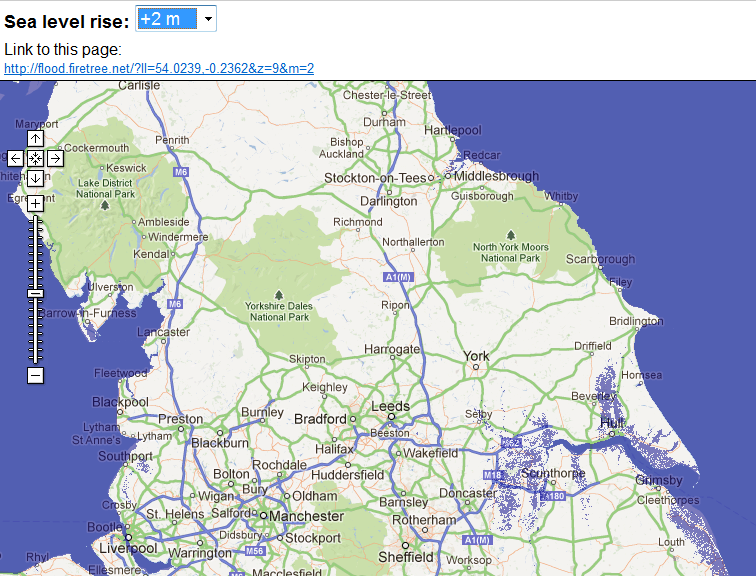 Sea level rise: +2 m
Link to this page:
http://flood.firetree.net/?ll=54.0239,-0.2362&z=9&m=2
Carlisle
Chester-le-Street
Durham
Maryport
Hartlepool
Cockermouth
Penrith
Bishop
Auckland
Redcar
Keswick
M6
Stockton-on-Tees
Middlesbrough
Lake District
National Park
Darlington
Guisborough
Whitby
Ambleside
Richmond
Windermere
Northallerton
North York Moors
National Park
Kendal
Scarborough
A1(M)
Filey
Ulverston
M6
Yorkshire Dales
National Park
Ripon
Barrow-in-Furness
Bridlington
Lancaster
Harrogate
Driffield
York
Skipton
Fleetwood
Hornsea
Keighley
Beverley
Blackpool
Leeds
Selby
Preston
Burnley
Bradford
Hull
Lytham
St Anne's
Lytham
Beeston
M62
Blackburn
Halifax
Wakefield
Southport
Rochdale
Huddersfield
M18
Scunthorpe
Bolton
Bury
Grimsby
Wigan
Oldham
Doncaster
A180
Cleethorpes
Crosby
St. Helens
Salford
Manchester
Barnsley
Bootle
Rotherham
Didsbury
Stockport
A1(M)
Louth
Liverpool
Warrington
M56
Sheffield
Rhyl
Worksop
Ellesmere
Macclesfield